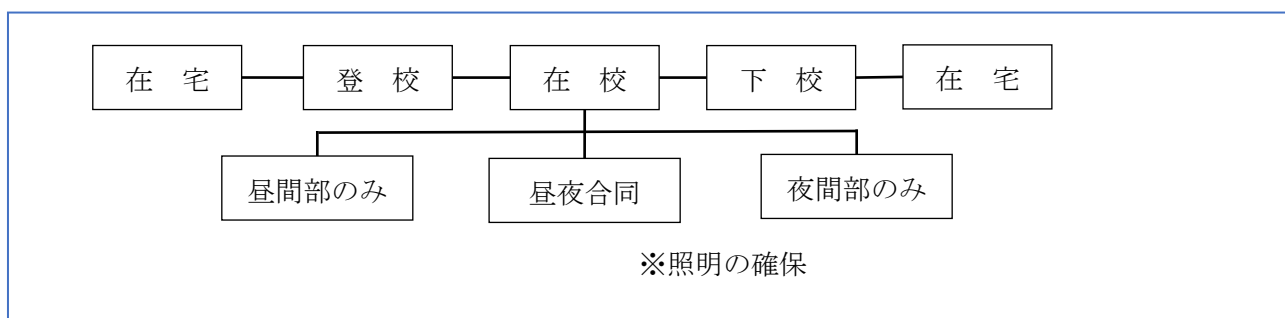 在　宅　登　校　在　校　下　校　在　宅
昼間部のみ　昼夜合同　夜間部のみ
※照明の確保